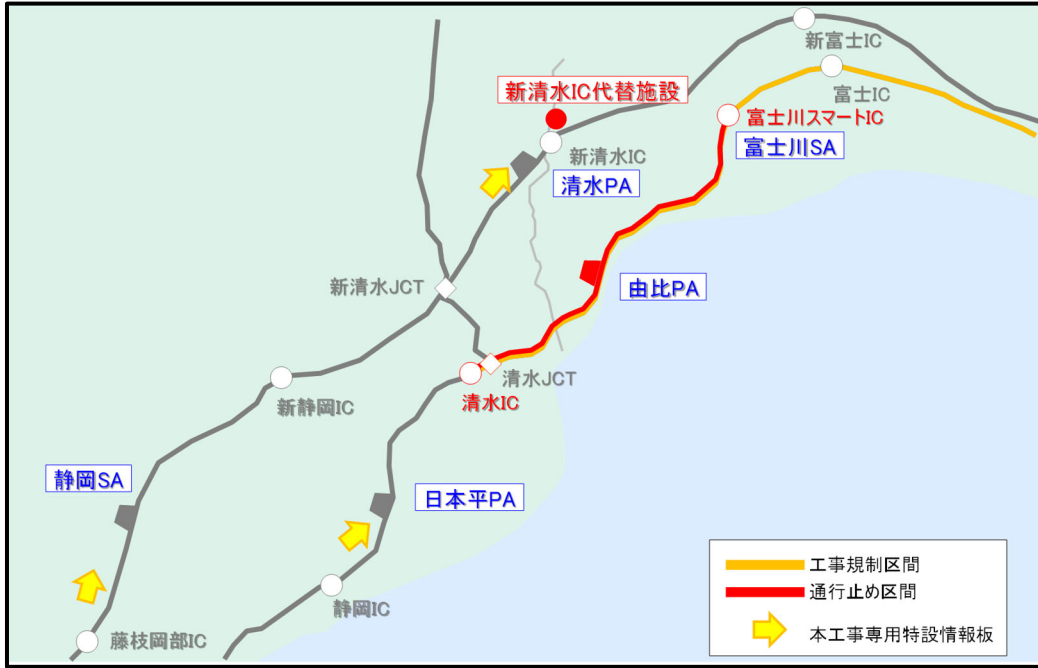 新富士IC
富士IC
新清水IC代替施設
富士川スマートIC
新清水IC
富士川SA
清水PA
新清水JCT
由比PA
清水JCT
清水IC
新静岡IC
静岡SA
日本平PA
静岡IC
藤枝岡部IC
工事規制区間
通行止め区間
本工事専用特設情報板